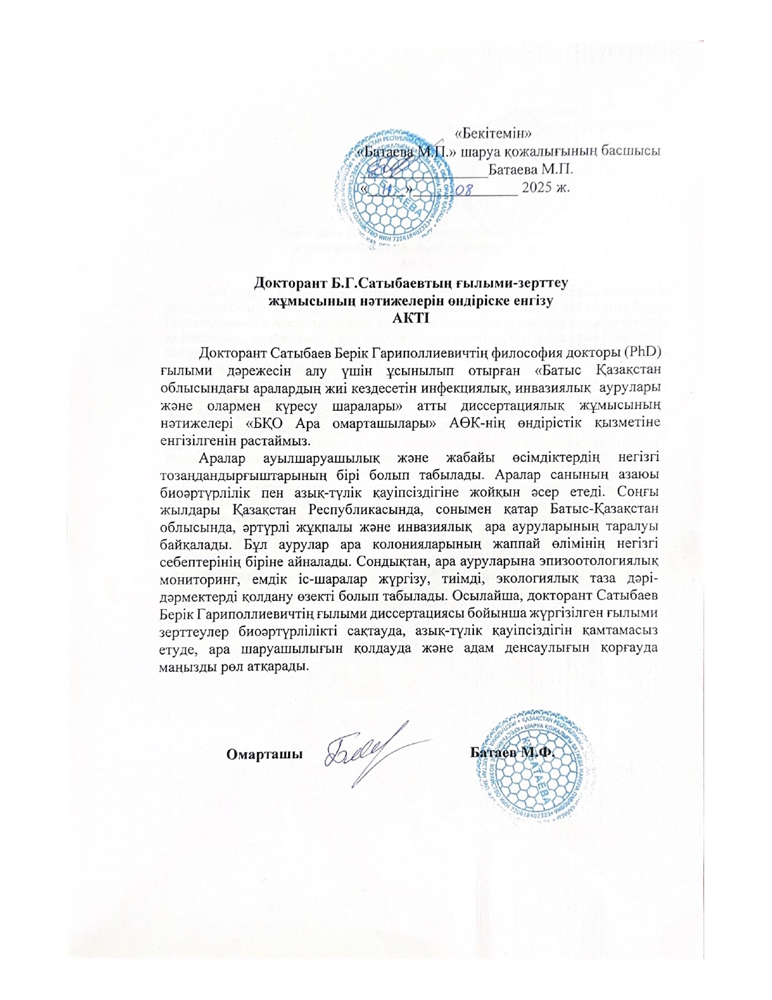 «Бекітемін»
«Батаева М.П.» шаруа қожалығының басшысы
Батаева М.П.
«11» 08 2025 ж.
К/Х БАТАЕВА
Докторант Б.Г.Сатыбаевтың ғылыми-зерттеу
жұмысының нәтижелерін өндіріске енгізу
АКТІ
Докторант Сатыбаев Берік Гариполлиевичтің философия докторы (PhD)
ғылыми дәрежесін алу үшін ұсынылып отырған «Батыс Қазақстан
облысындағы аралардың жиі кездесетін инфекциялық, инвазиялық аурулары
және олармен күресу шаралары» атты диссертациялық жұмысының
нәтижелері «БҚО Ара омарташылары» АӨК-нің өндірістік қызметіне
енгізілгенін растаймыз.
Аралар ауылшаруашылық және жабайы өсімдіктердің негізгі
тозаңдандырғыштарының бірі болып табылады. Аралар санының азаюы
биоәртүрлілік пен азық-түлік қауіпсіздігіне жойқын әсер етеді. Соңғы
жылдары Қазақстан Республикасында, сонымен қатар Батыс-Қазақстан
облысында, әртүрлі жұқпалы және инвазиялық ара ауруларының таралуы
байқалады. Бұл аурулар ара колонияларының жаппай өлімінің негізгі
себептерінің біріне айналады. Сондықтан, ара ауруларына эпизоотологиялық
мониторинг, емдік іс-шаралар жүргізу, тиімді, экологиялық таза дәрі-
дәрмектерді қолдану өзекті болып табылады. Осылайша, докторант Сатыбаев
Берік Гариполлиевичтің ғылыми диссертациясы бойынша жүргізілген ғылыми
зерттеулер биоәртүрлілікті сақтауда, азық-түлік қауіпсіздігін қамтамасыз
етуде, ара шаруашылығын қолдауда және адам денсаулығын қорғауда
маңызды рөл атқарады.
Омарташы Батаев М.Ф.
К/Х БАТАЕВА